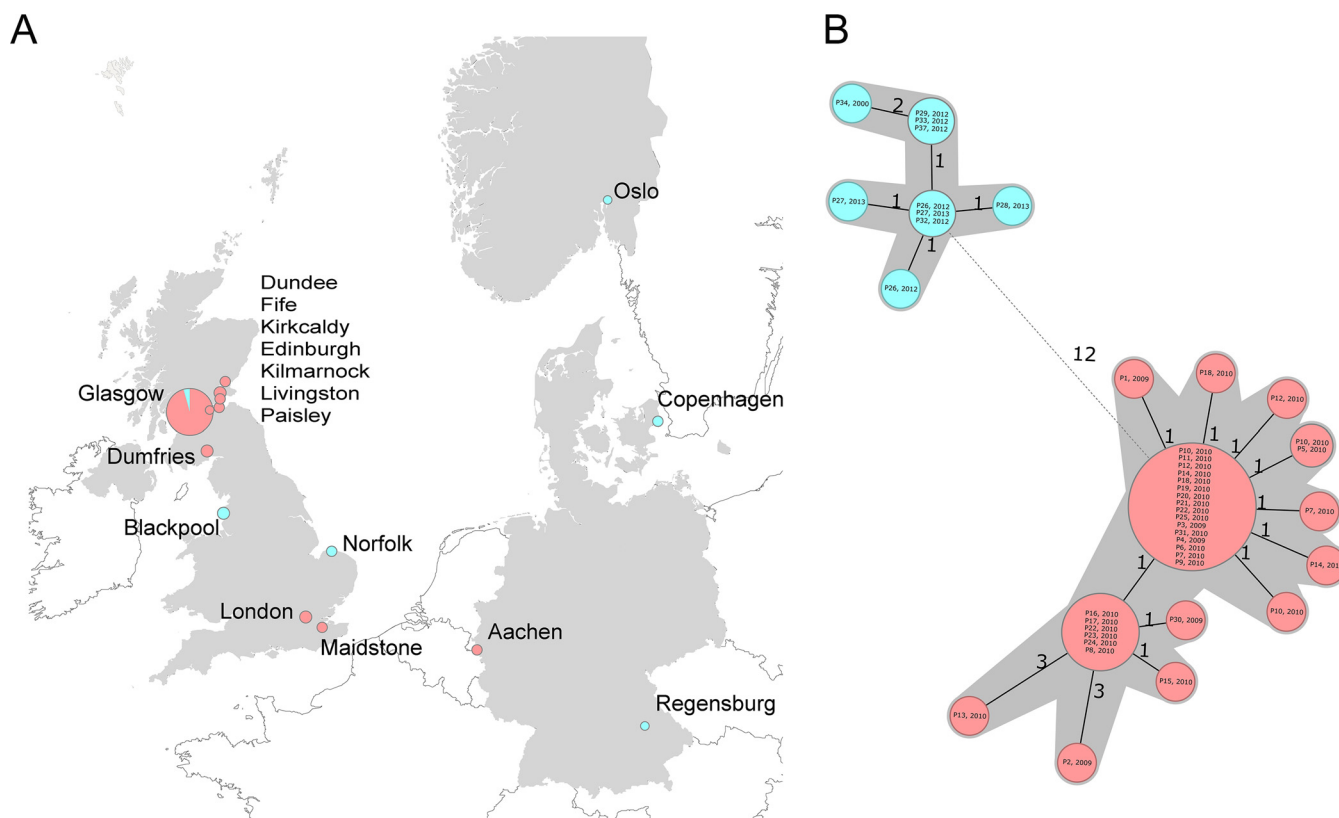 A
Oslo
Dundee
Fife
Kirkcaldy
Edinburgh
Kilmarnock
Livingston
Paisley
Glasgow
Copenhagen
Dumfries
Blackpool
Norfolk
London
Maidstone
Aachen
Regensburg
B
P34, 2000
2
P29, 2012
P33, 2012
P37, 2012
1
P27, 2013
1
P26, 2012
P27, 2013
P32, 2012
1
P28, 2013
1
P26, 2012
12
P1, 2009
P18, 2010
P12, 2010
P10, 2010
P5, 2010
1
1
1
1
P10, 2010
P11, 2010
P12, 2010
P14, 2010
P18, 2010
P19, 2010
P20, 2010
P21, 2010
P22, 2010
P25, 2010
P3, 2009
P31, 2010
P4, 2009
P6, 2010
P7, 2010
P9, 2010
1
P7, 2010
1
P14, 201
1
P10, 2010
1
P16, 2010
P17, 2010
P22, 2010
P23, 2010
P24, 2010
P8, 2010
1
P30, 2009
1
P15, 2010
3
P13, 2010
3
P2, 2009